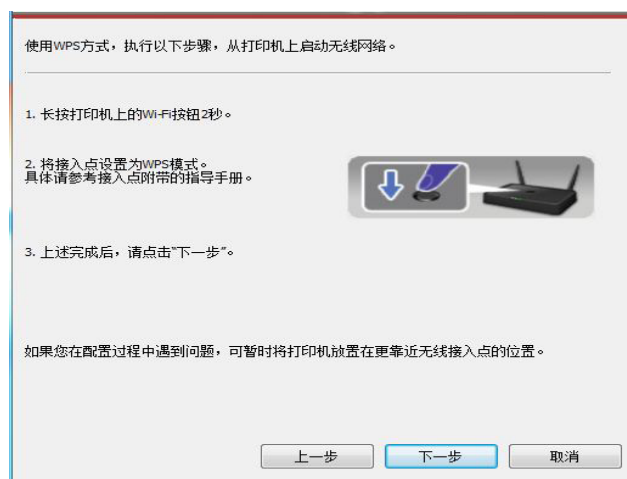 使用WPS方式，执行以下步骤，从打印机上启动无线网络。
1. 长按打印机上的Wi-Fi按钮2秒。
2. 将接入点设置为WPS模式。
具体请参考接入点附带的指导手册。
3. 上述完成后，请点击“下一步”。
如果您在配置过程中遇到问题，可暂时将打印机放置在更靠近无线接入点的位置。
上一步 下一步 取消